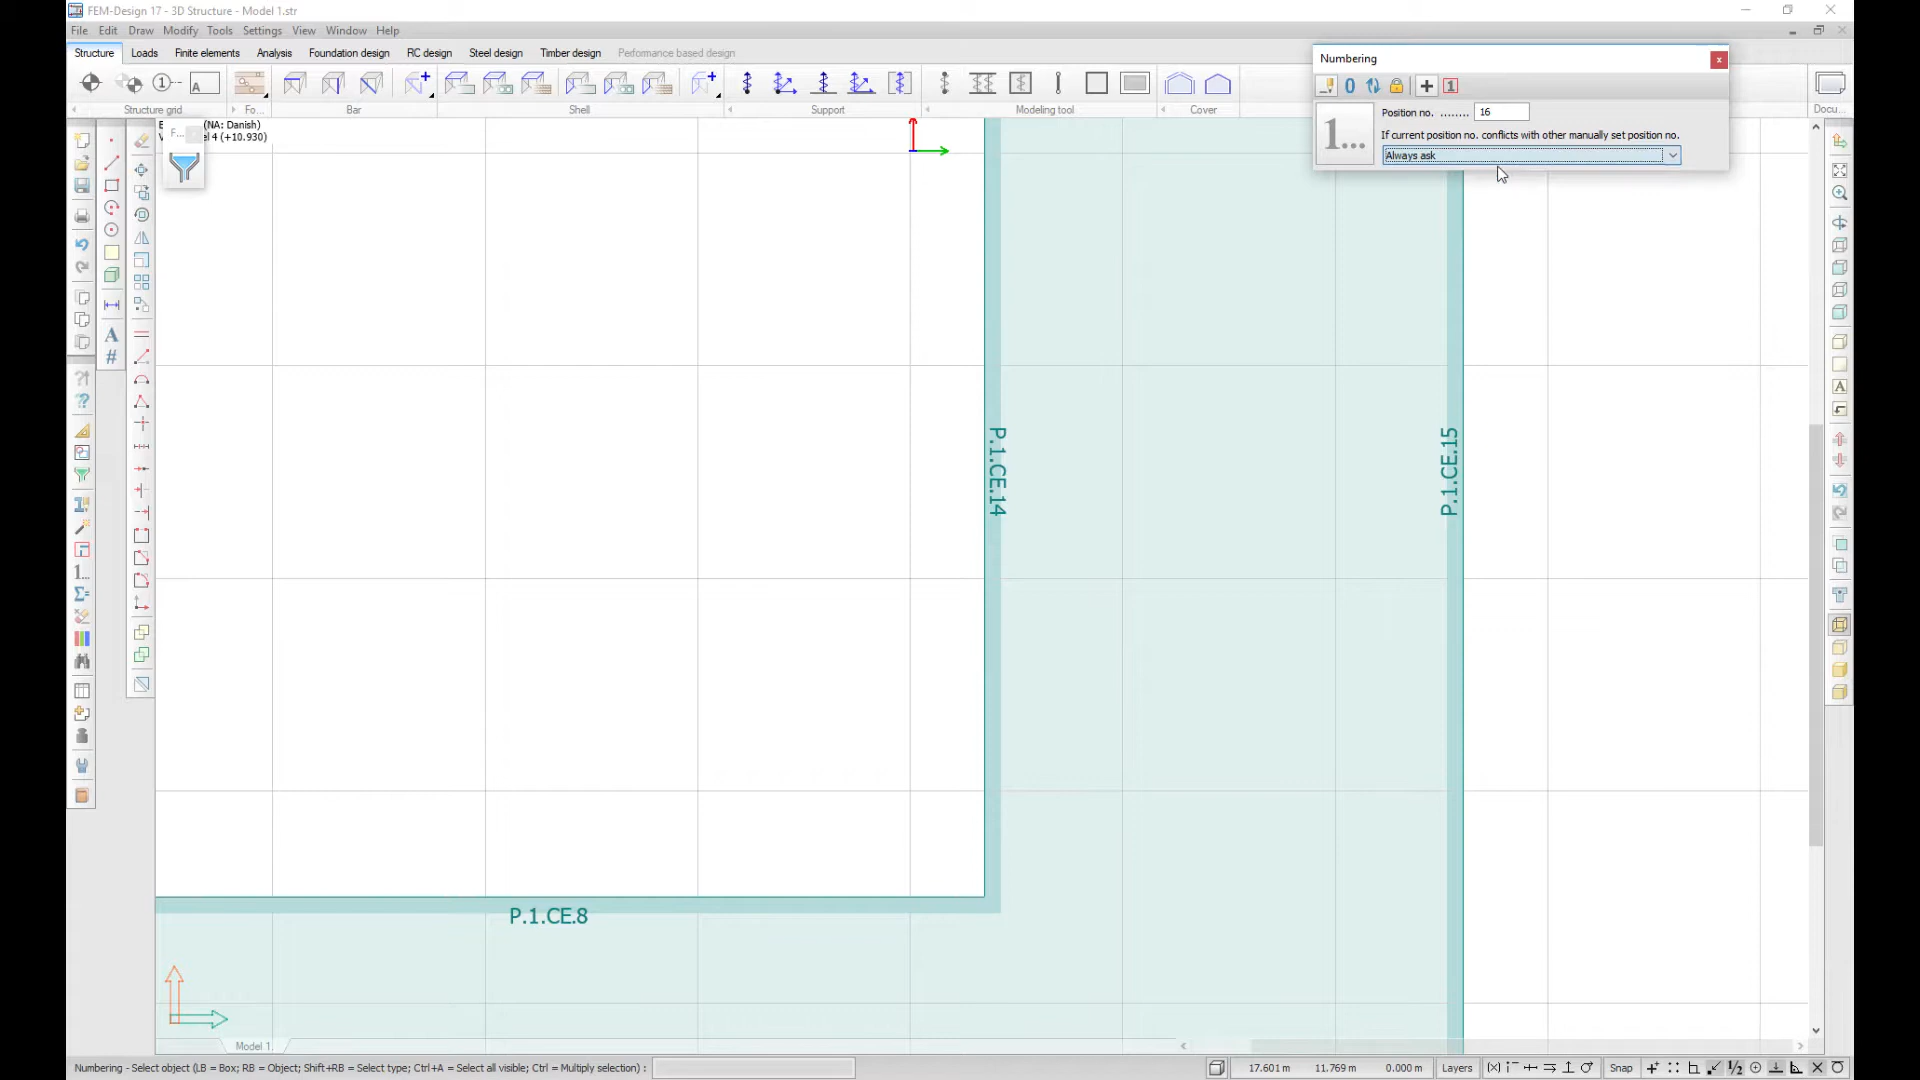 FEM-Design 17 - 3D Structure - Model 1.str
File Edit Draw Modify Tools Settings View Window Help
Structure Loads Finite elements Analysis Foundation design RC design Steel design Timber design Performance based design
Structure grid Fo... Bar Shell Support Modeling tool Cover Docu...
(NA: Danish)
4 (+10.930)
F...
Numbering
Position no. ........ 16
If current position no. conflicts with other manually set position no.
Always ask
1...
P.1.CE.14
P.1.CE.15
P.1.CE.8
Model 1
Numbering - Select object (LB = Box; RB = Object; Shift+RB = Select type; Ctrl+A = Select all visible; Ctrl = Multiply selection) :
17.601 m 11.769 m 0.000 m Layers Snap